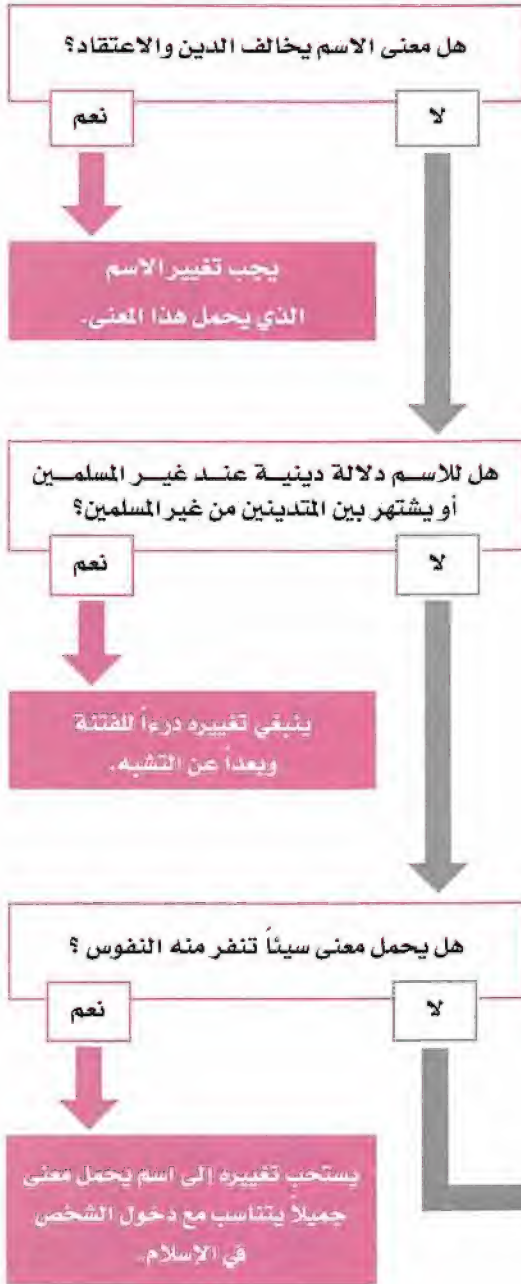 هل معنى الاسم يخالف الدين والاعتقاد؟
لا
نعم
يجب تغيير الاسم
الذي يحمل هذا المعنى.
هل للاسم دلالة دينية عند غير المسلمين
أو يشتهر بين المتدينين من غير المسلمين؟
لا
نعم
ينبغي تغييره درءاً للفتنة
وبعداً عن التشبه.
هل يحمل معنى سيئاً تنفر منه النفوس ؟
لا
نعم
يستحب تغييره إلى اسم يحمل معنى
جميلاً يتناسب مع دخول الشخص
في الإسلام.